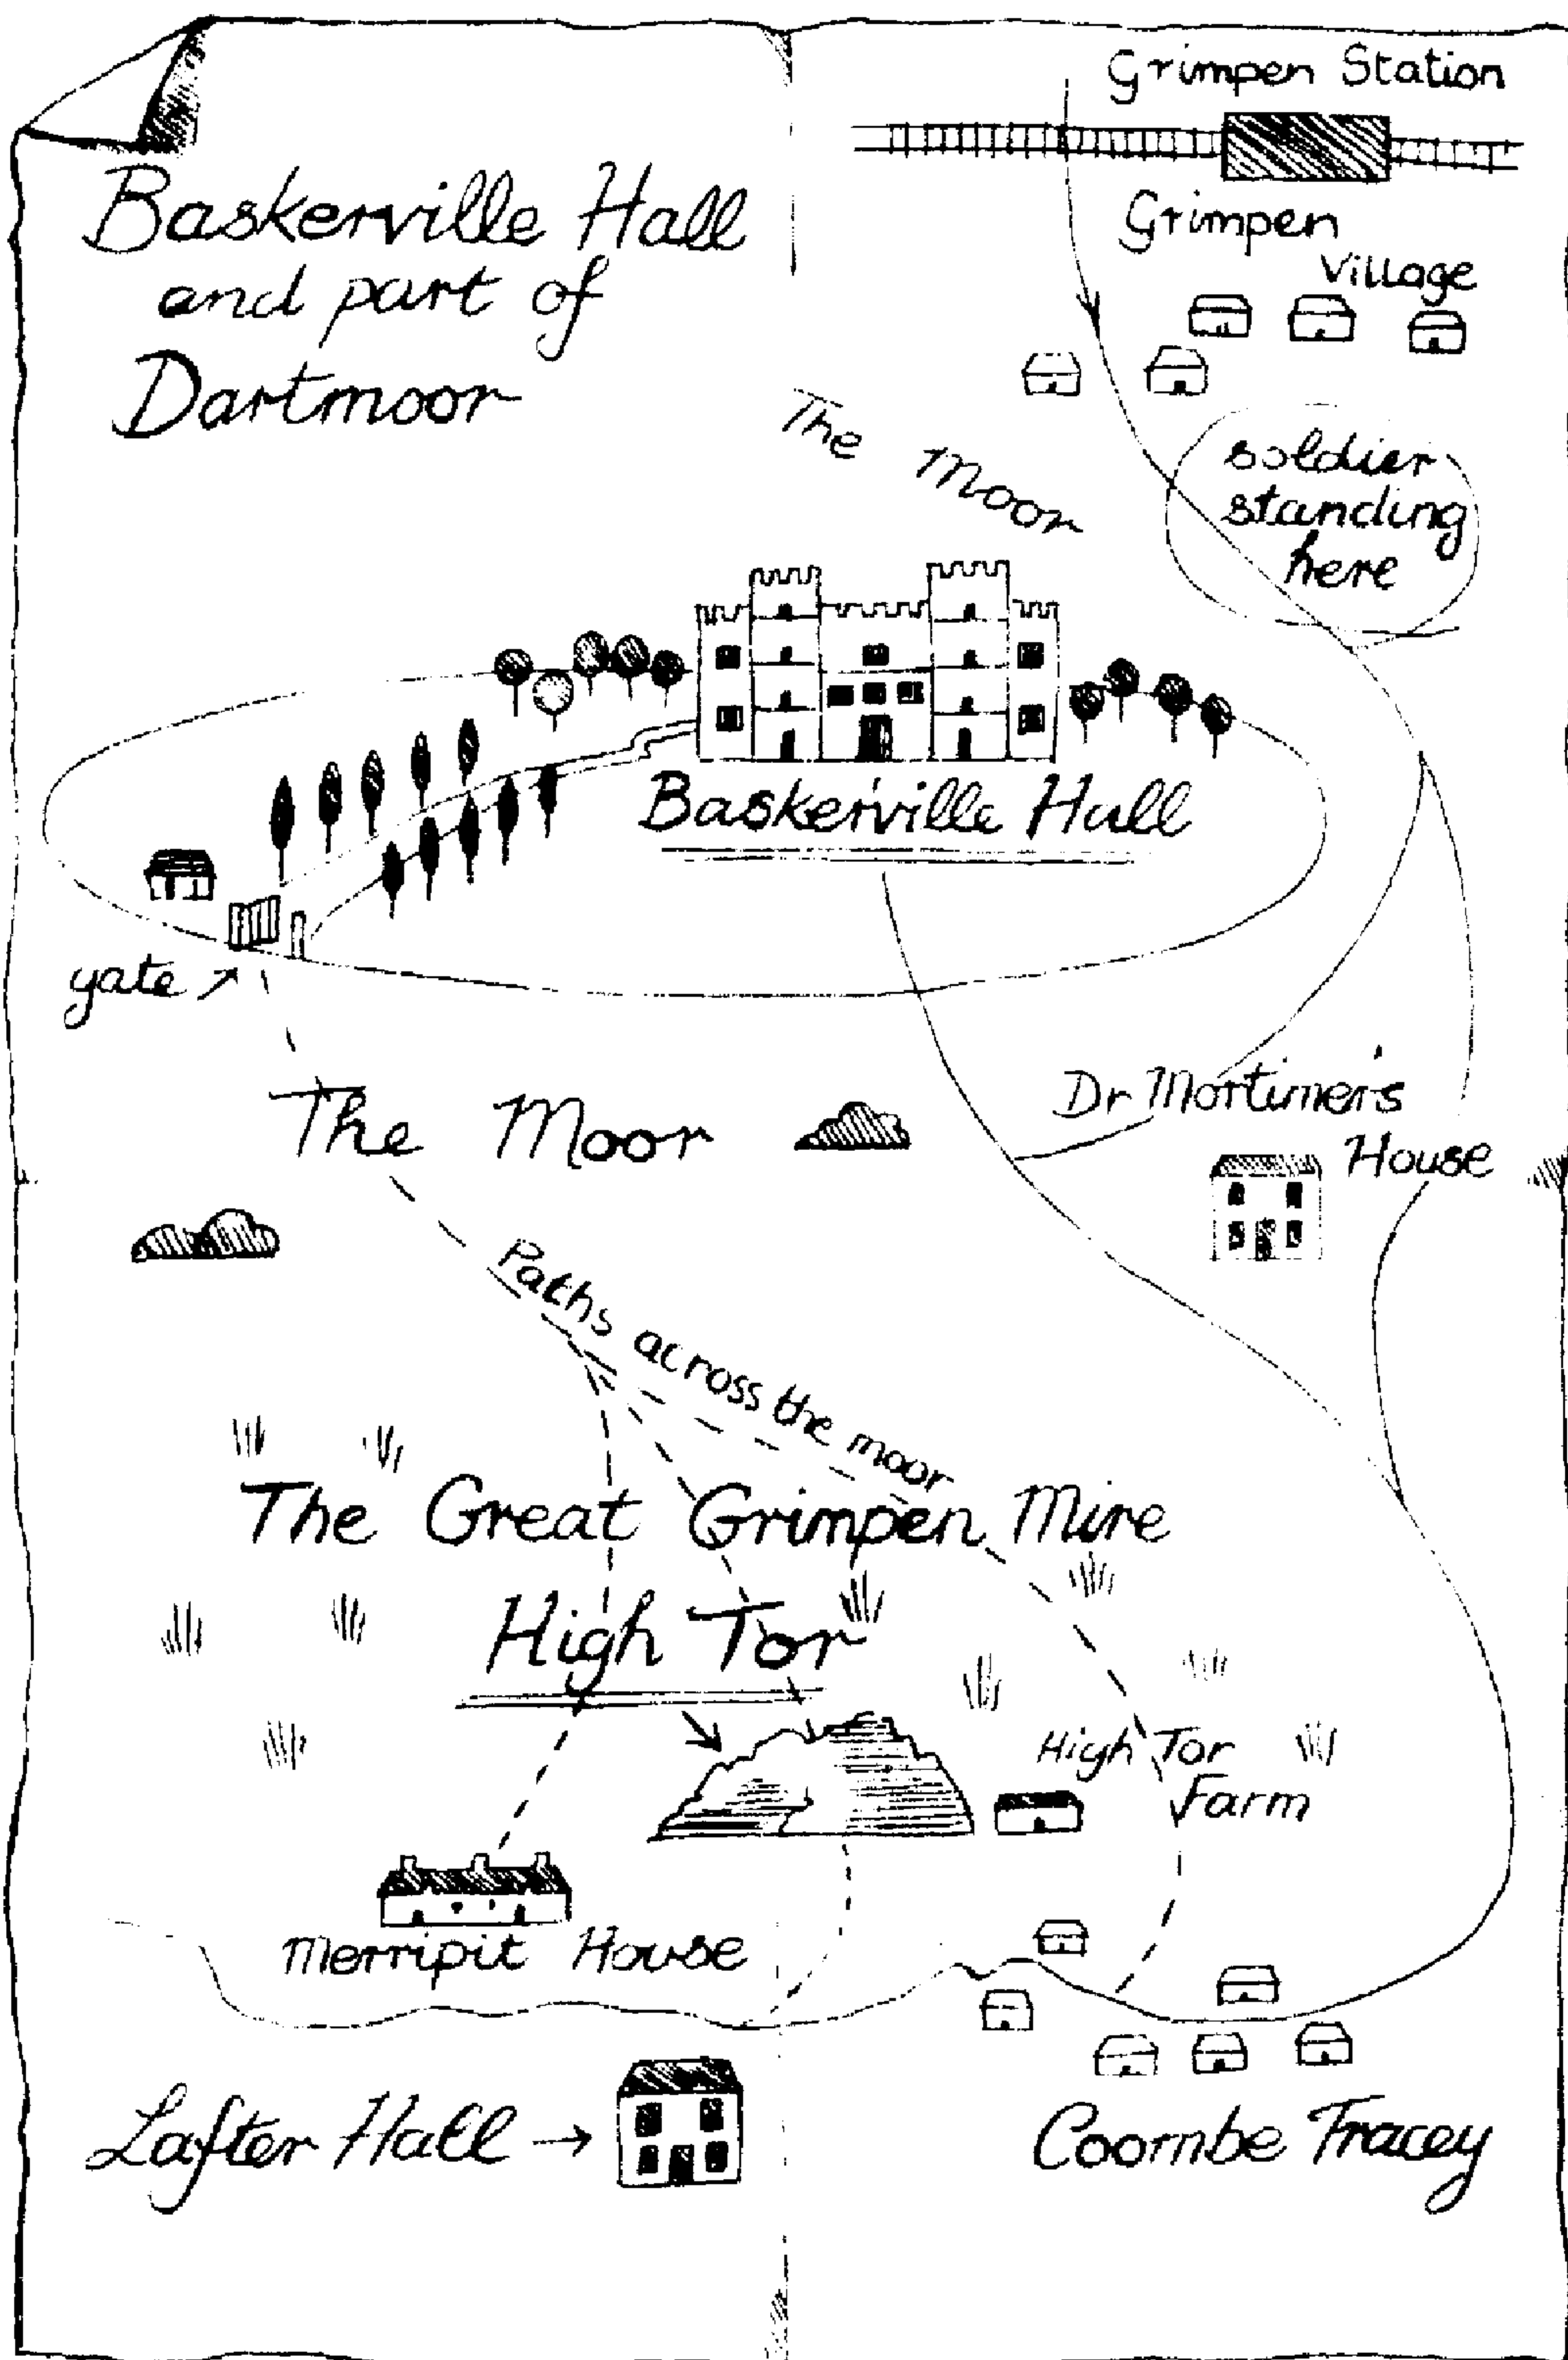 Grimpen Station
Baskerville Hall
and part of
Dartmoor
Grimpen
Village
The Moor
soldier
standing
here
Baskerville Hall
gate
The Moor
Dr Mortimer's
House
Paths across the moor
The Great Grimpen Mire
High Tor
High Tor
Farm
Merripit House
Lafter Hall
Coombe Tracey